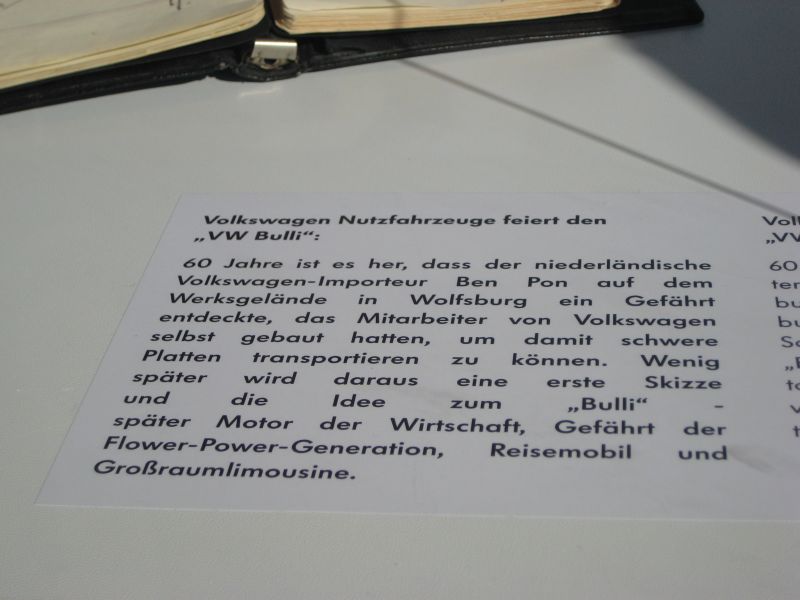 Volkswagen Nutzfahrzeuge feiert den
„VW Bulli“:
60 Jahre ist es her, dass der niederländische
Volkswagen-Importeur Ben Pon auf dem
Werksgelände in Wolfsburg ein Gefährt
entdeckte, das Mitarbeiter von Volkswagen
selbst gebaut hatten, um damit schwere
Platten transportieren zu können. Wenig
später wird daraus eine erste Skizze
und die Idee zum „Bulli“ -
später Motor der Wirtschaft, Gefährt der
Flower-Power-Generation, Reisemobil und
Großraumlimousine.
60